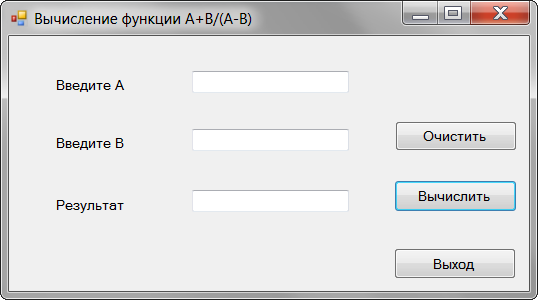 Вычисление функции A+B/(A-B)
Введите A
Введите B
Очистить
Вычислить
Результат
Выход